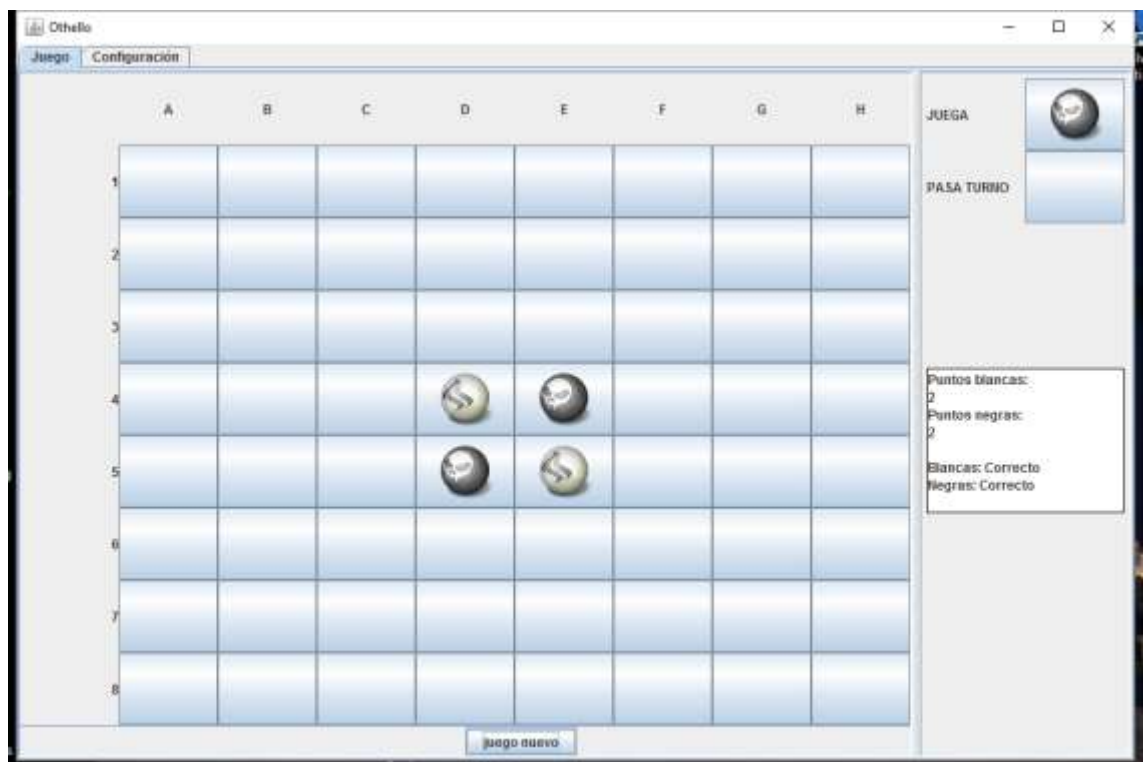 Othello
Juego Configuración
A B C D E F G H
JUEGA
1
PASA TURNO
2
3
4
Puntos blancas:
2
Puntos negras:
2
5
Blancas: Correcto
Negras: Correcto
6
7
8
juego nuevo